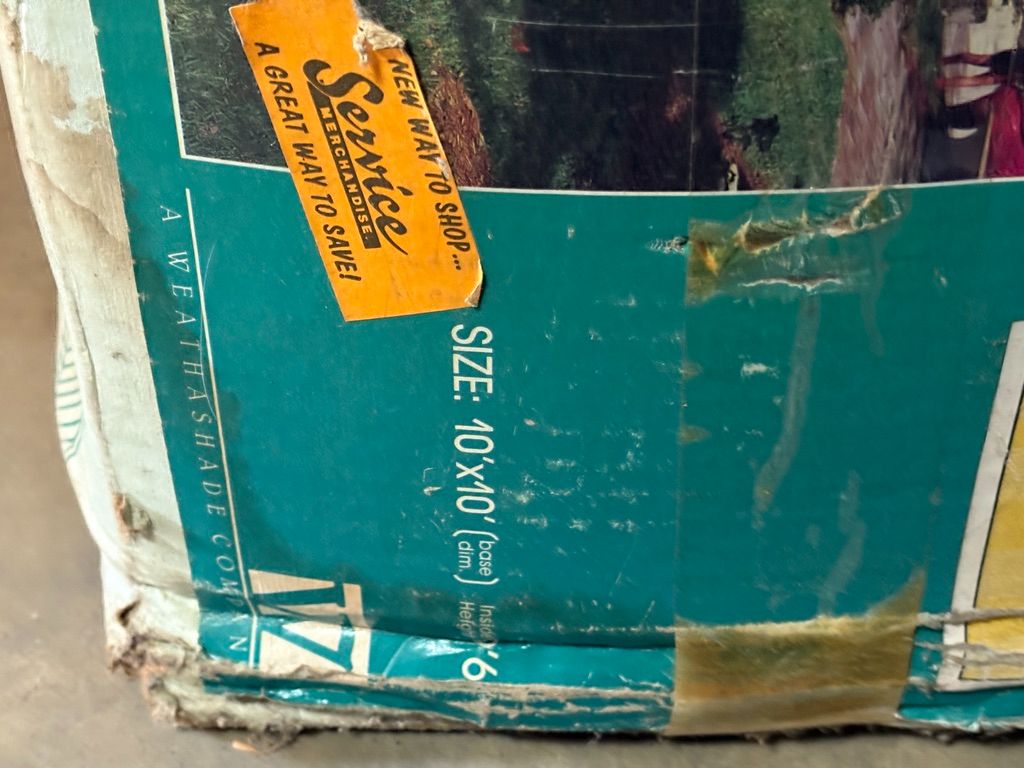 NEW WAY TO SHOP...
Service
MERCHANDISE.
A GREAT WAY TO SAVE!
SIZE: 10'x10' (base dim.)
A WEATHASHADE COM